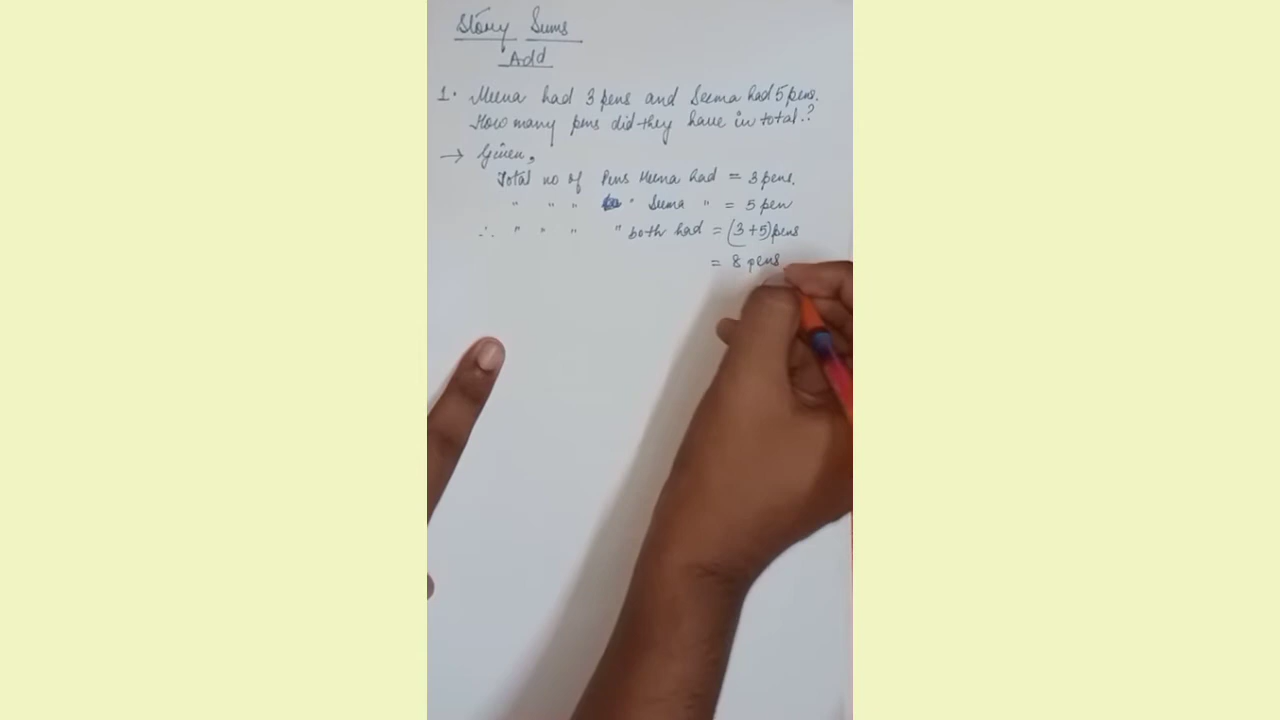 Story Sums
Add
1. Meena had 3 pens and Seema had 5 pens.
How many pens did they have in total.?
→ Given,
Total no of Pens Meena had = 3 pens.
" " " " Seema " = 5 pen
∴ " " " " both had = (3+5) pens
= 8 pens